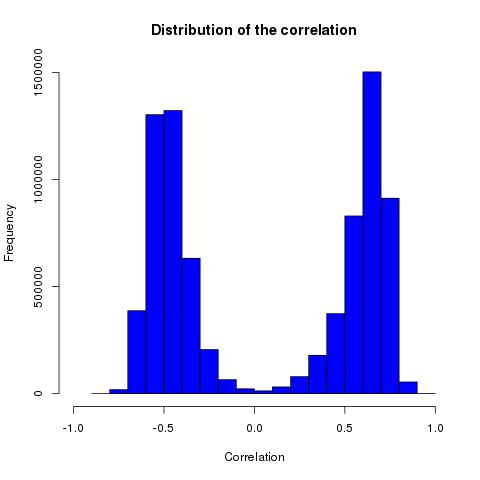 Distribution of the correlation
1500000
1000000
500000
0
Frequency
-1.0 -0.5 0.0 0.5 1.0
Correlation